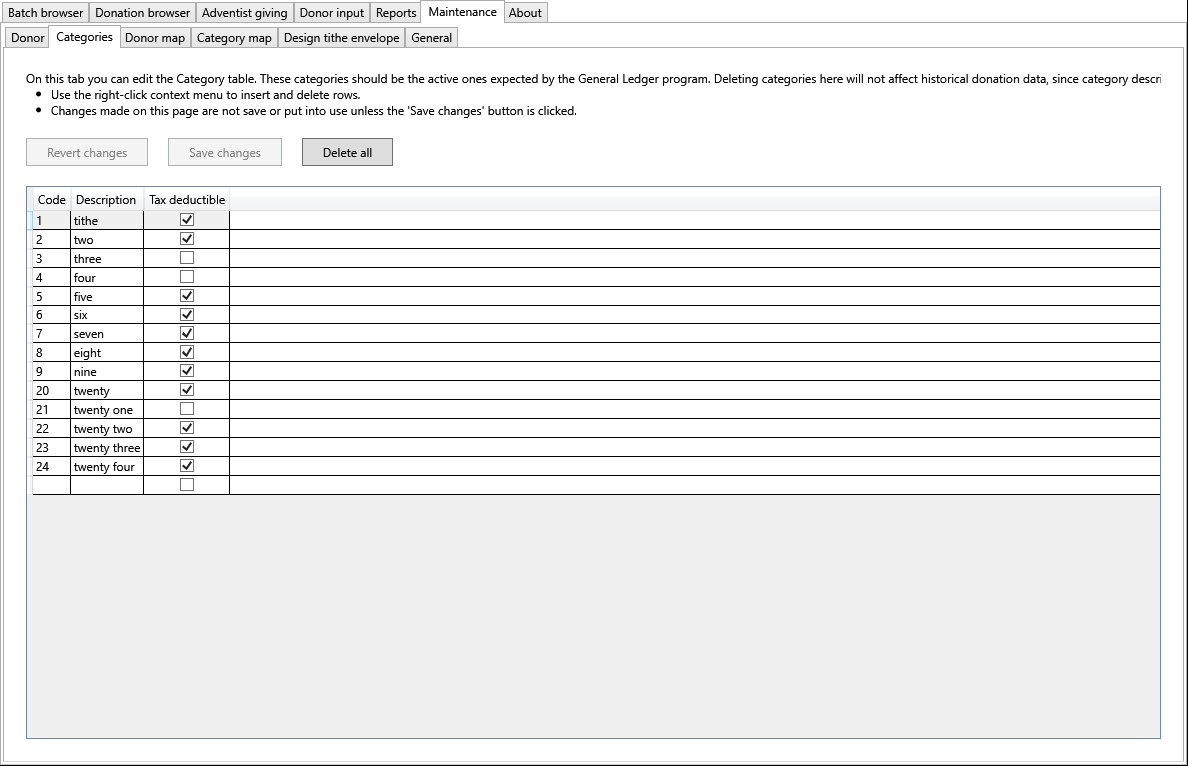 Batch browser Donation browser Adventist giving Donor input Reports Maintenance About
Donor Categories Donor map Category map Design tithe envelope General
On this tab you can edit the Category table. These categories should be the active ones expected by the General Ledger program. Deleting categories here will not affect historical donation data, since category descri
• Use the right-click context menu to insert and delete rows.
• Changes made on this page are not save or put into use unless the 'Save changes' button is clicked.
Revert changes Save changes Delete all
Code Description Tax deductible
1 tithe
2 two
3 three
4 four
5 five
6 six
7 seven
8 eight
9 nine
20 twenty
21 twenty one
22 twenty two
23 twenty three
24 twenty four